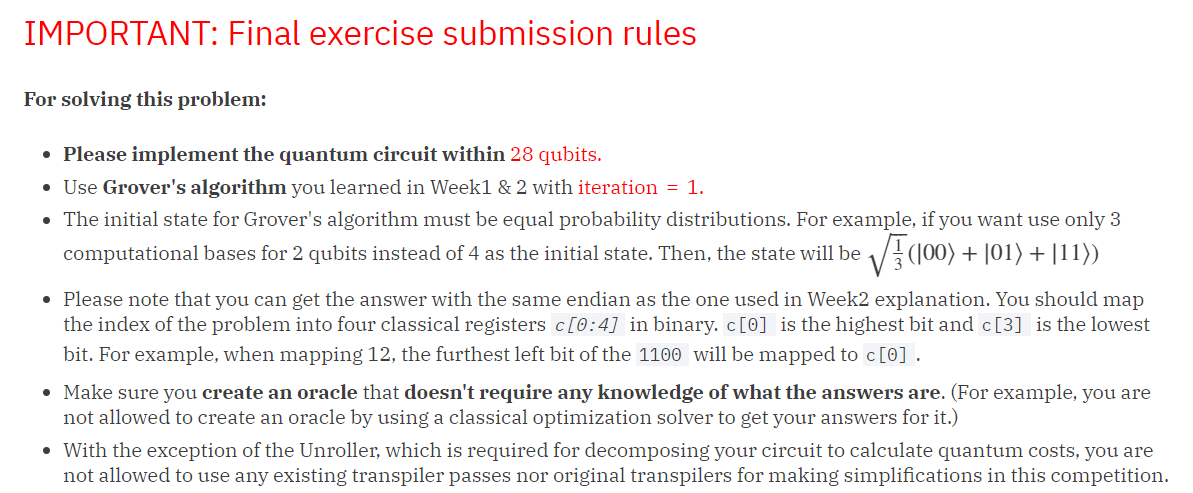 IMPORTANT: Final exercise submission rules
For solving this problem:
• Please implement the quantum circuit within 28 qubits.
• Use Grover's algorithm you learned in Week1 & 2 with iteration = 1.
• The initial state for Grover's algorithm must be equal probability distributions. For example, if you want use only 3
computational bases for 2 qubits instead of 4 as the initial state. Then, the state will be √(1/3)(|00⟩ + |01⟩ + |11⟩)
• Please note that you can get the answer with the same endian as the one used in Week2 explanation. You should map
the index of the problem into four classical registers c[0:4] in binary. c[0] is the highest bit and c[3] is the lowest
bit. For example, when mapping 12, the furthest left bit of the 1100 will be mapped to c[0] .
• Make sure you create an oracle that doesn't require any knowledge of what the answers are. (For example, you are
not allowed to create an oracle by using a classical optimization solver to get your answers for it.)
• With the exception of the Unroller, which is required for decomposing your circuit to calculate quantum costs, you are
not allowed to use any existing transpiler passes nor original transpilers for making simplifications in this competition.